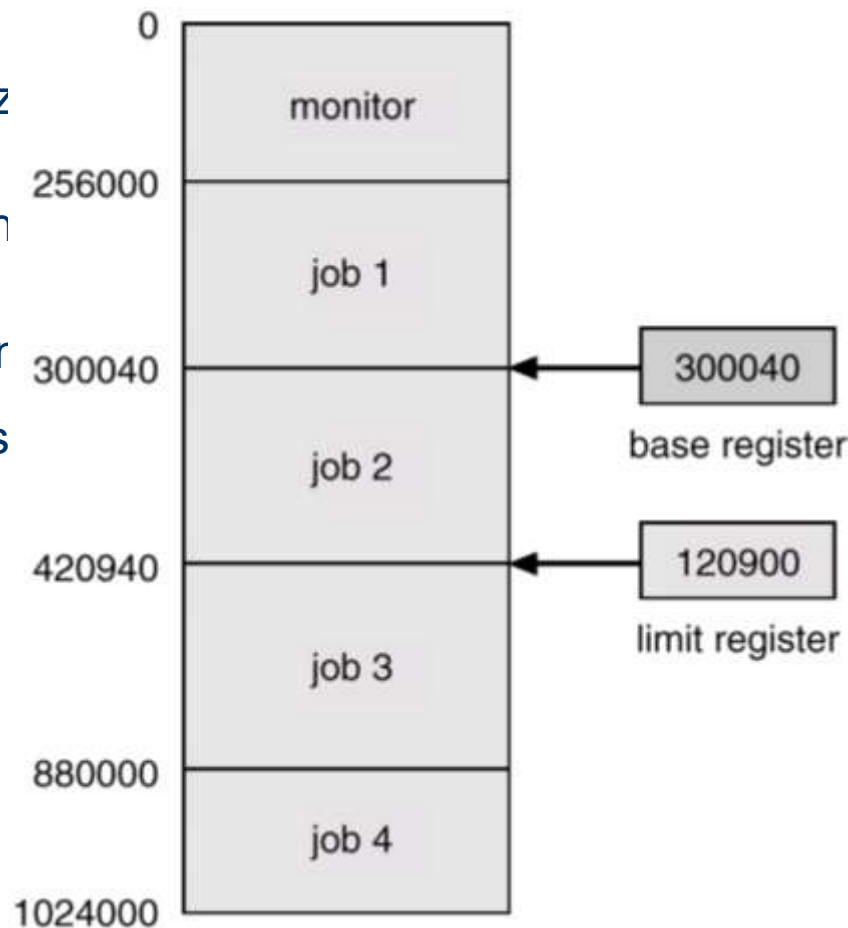 0
monitor
z
256000
n
job 1
r
300040
300040
base register
s
job 2
420940
120900
limit register
job 3
880000
job 4
1024000